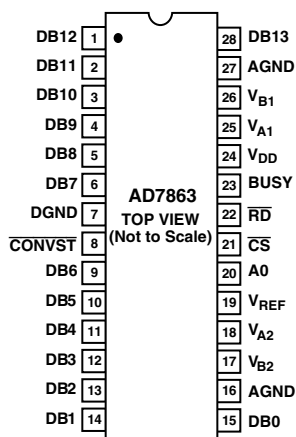 DB12 1 28 DB13
DB11 2 27 AGND
DB10 3 26 VB1
DB9 4 25 VA1
DB8 5 24 VDD
DB7 6 23 BUSY
DGND 7 22 RD
CONVST 8 21 CS
DB6 9 20 A0
DB5 10 19 VREF
DB4 11 18 VA2
DB3 12 17 VB2
DB2 13 16 AGND
DB1 14 15 DB0
AD7863
TOP VIEW
(Not to Scale)